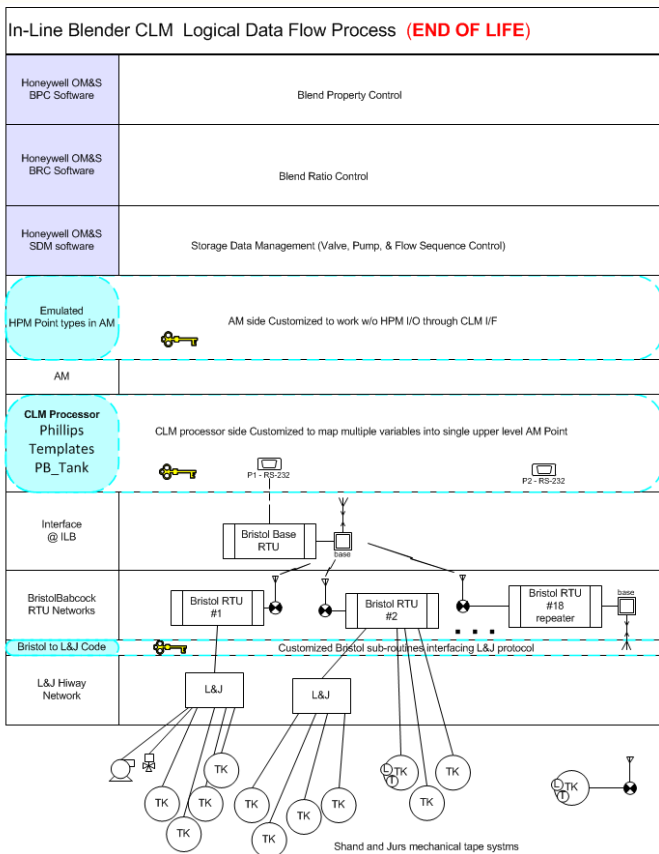 In-Line Blender CLM Logical Data Flow Process (END OF LIFE)
Honeywell OM&S
BPC Software
Blend Property Control
Honeywell OM&S
BRC Software
Blend Ratio Control
Honeywell OM&S
SDM software
Storage Data Management (Valve, Pump, & Flow Sequence Control)
Emulated
HPM Point types in AM
AM side Customized to work w/o HPM I/O through CLM I/F
AM
CLM Processor
Phillips
Templates
PB_Tank
CLM processor side Customized to map multiple variables into single upper level AM Point
P1 - RS-232
P2 - RS-232
Interface
@ ILB
Bristol Base
RTU
base
BristolBabcock
RTU Networks
Bristol RTU
#1
Bristol RTU
#2
Bristol RTU
#18
repeater
base
Bristol to L&J Code
Customized Bristol sub-routines interfacing L&J protocol
L&J Hiway
Network
L&J
L&J
TK
TK
TK
TK
TK
TK
TK
TK
L
T
TK
TK
TK
L
T
TK
Shand and Jurs mechanical tape systms